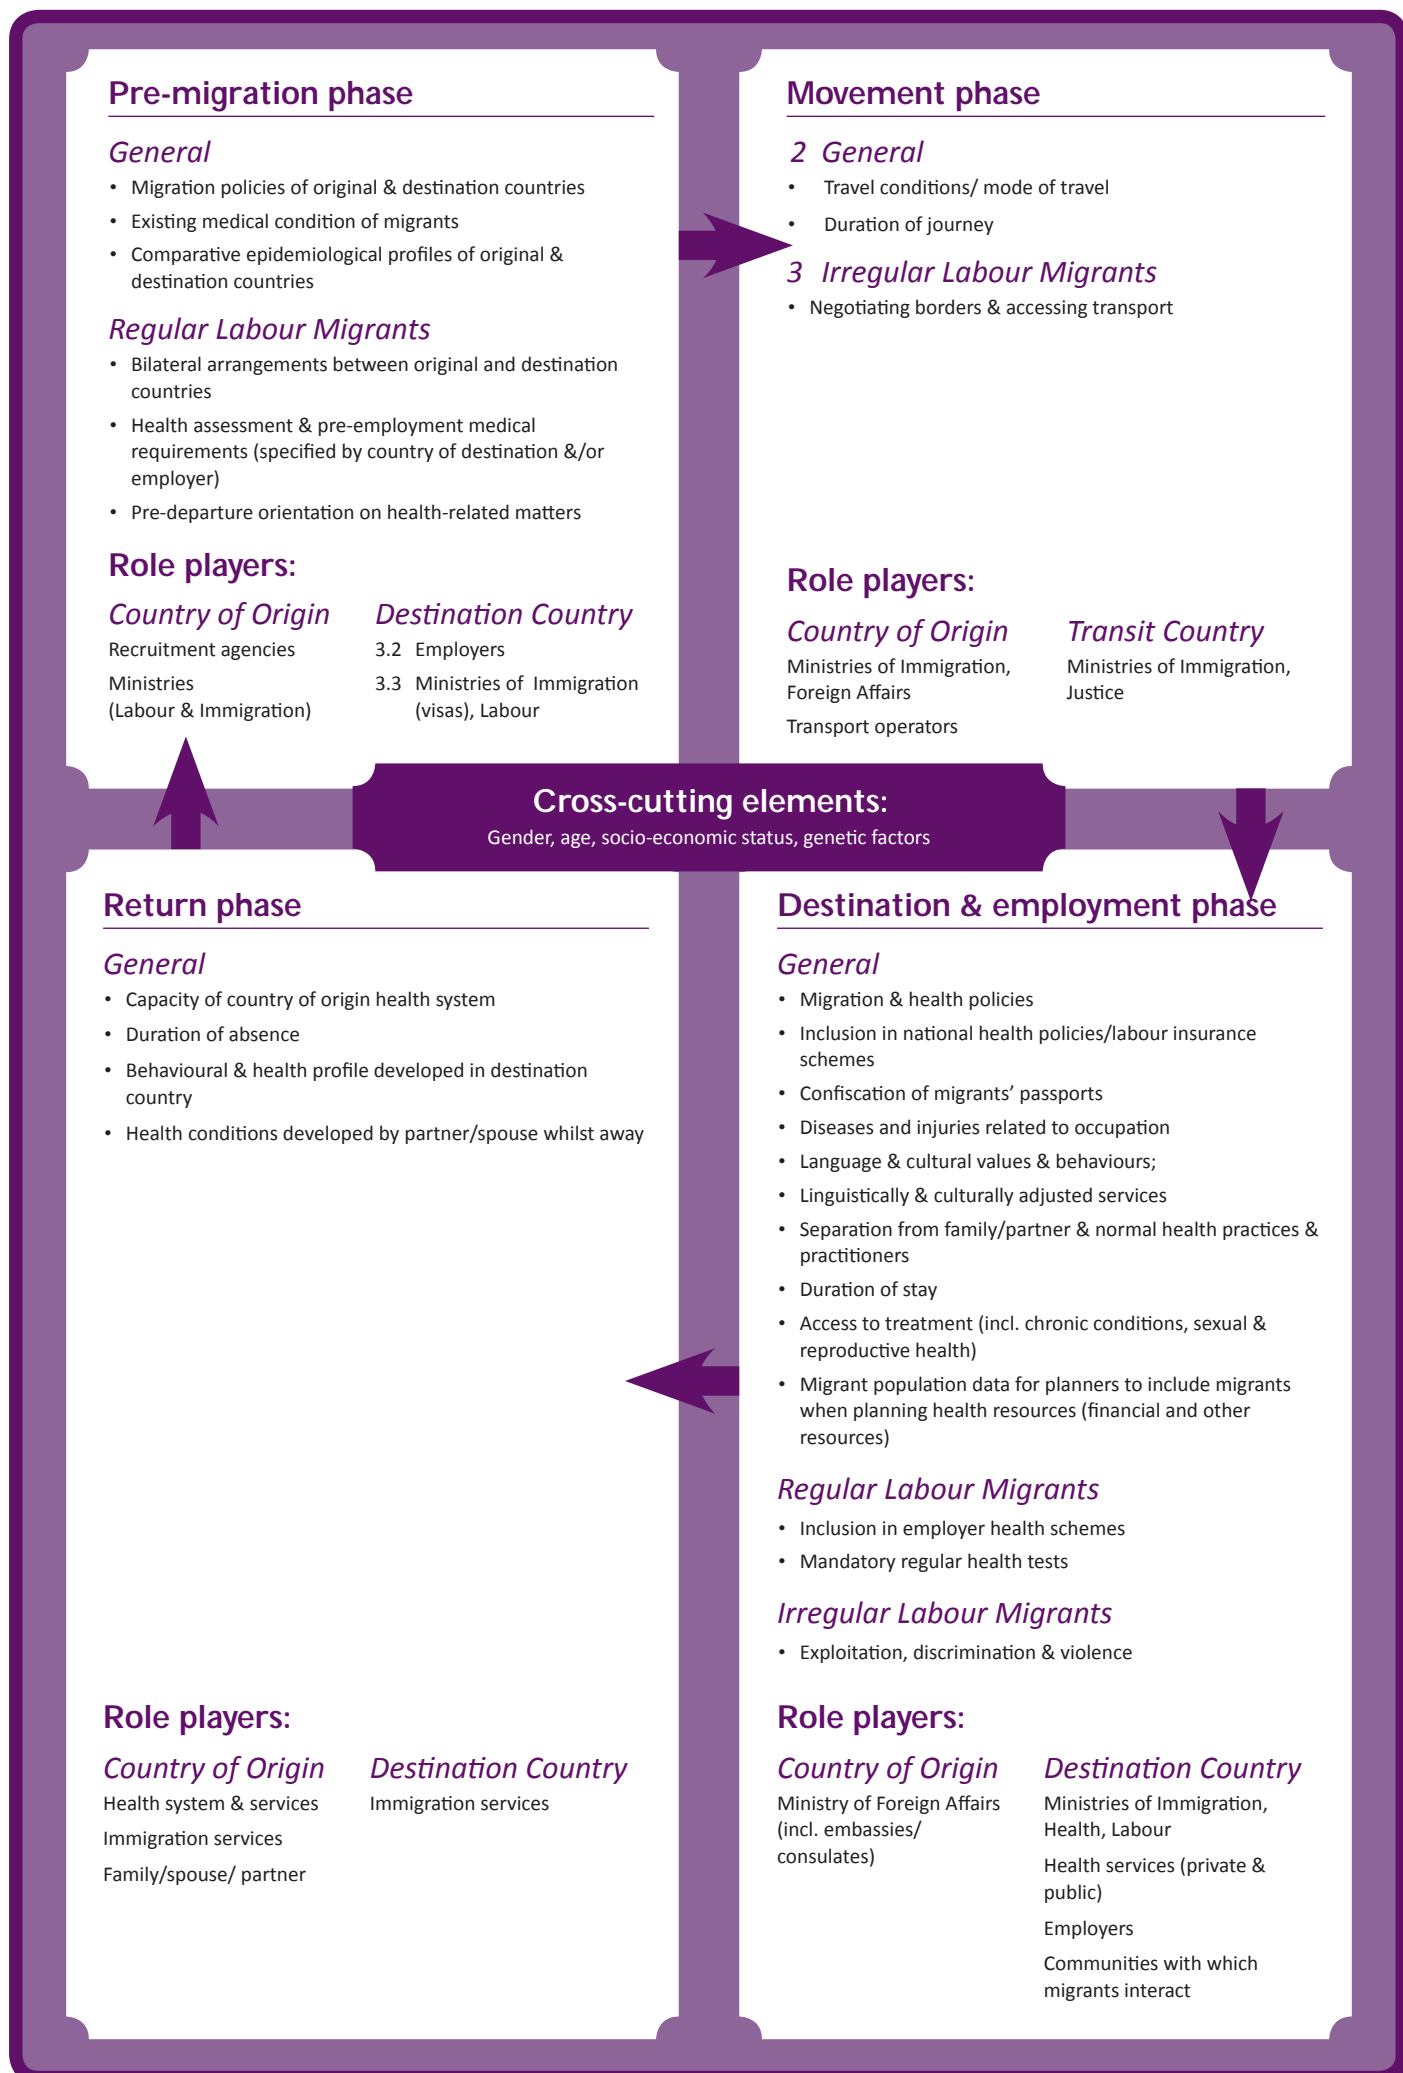 Pre-migration phase
General
• Migration policies of original & destination countries
• Existing medical condition of migrants
• Comparative epidemiological profiles of original &
destination countries
Regular Labour Migrants
• Bilateral arrangements between original and destination
countries
• Health assessment & pre-employment medical
requirements (specified by country of destination &/or
employer)
• Pre-departure orientation on health-related matters
Role players:
Country of Origin
Recruitment agencies
Ministries
(Labour & Immigration)
Destination Country
3.2 Employers
3.3 Ministries of Immigration
(visas), Labour
Movement phase
2 General
• Travel conditions/ mode of travel
• Duration of journey
3 Irregular Labour Migrants
• Negotiating borders & accessing transport
Role players:
Country of Origin
Ministries of Immigration,
Foreign Affairs
Transport operators
Transit Country
Ministries of Immigration,
Justice
Cross-cutting elements:
Gender, age, socio-economic status, genetic factors
Return phase
General
• Capacity of country of origin health system
• Duration of absence
• Behavioural & health profile developed in destination
country
• Health conditions developed by partner/spouse whilst away
Role players:
Country of Origin
Health system & services
Immigration services
Family/spouse/ partner
Destination Country
Immigration services
Destination & employment phase
General
• Migration & health policies
• Inclusion in national health policies/labour insurance
schemes
• Confiscation of migrants’ passports
• Diseases and injuries related to occupation
• Language & cultural values & behaviours;
• Linguistically & culturally adjusted services
• Separation from family/partner & normal health practices &
practitioners
• Duration of stay
• Access to treatment (incl. chronic conditions, sexual &
reproductive health)
• Migrant population data for planners to include migrants
when planning health resources (financial and other
resources)
Regular Labour Migrants
• Inclusion in employer health schemes
• Mandatory regular health tests
Irregular Labour Migrants
• Exploitation, discrimination & violence
Role players:
Country of Origin
Ministry of Foreign Affairs
(incl. embassies/
consulates)
Destination Country
Ministries of Immigration,
Health, Labour
Health services (private &
public)
Employers
Communities with which
migrants interact